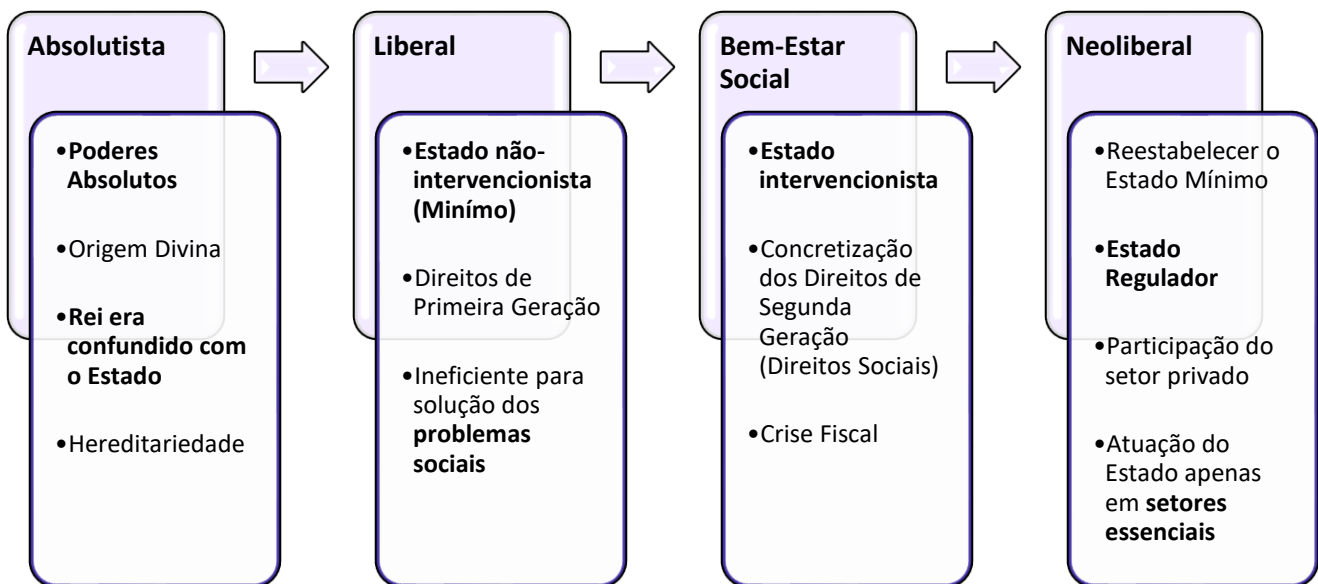 Absolutista
•Poderes
Absolutos
•Origem Divina
•Rei era
confundido com
o Estado
•Hereditariedade
Liberal
•Estado não-
intervencionista
(Minímo)
•Direitos de
Primeira Geração
•Ineficiente para
solução dos
problemas
sociais
Bem-Estar
Social
•Estado
intervencionista
•Concretização
dos Direitos de
Segunda
Geração
(Direitos Sociais)
•Crise Fiscal
Neoliberal
•Reestabelecer o
Estado Mínimo
•Estado
Regulador
•Participação do
setor privado
•Atuação do
Estado apenas
em setores
essenciais